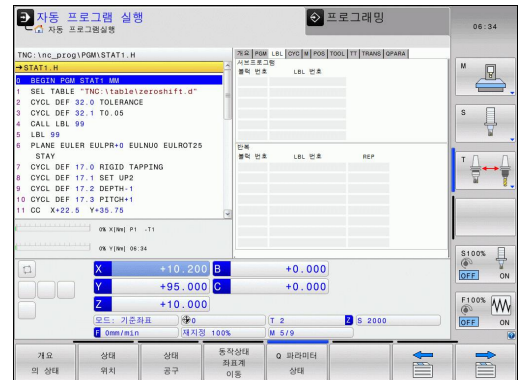 자동 프로그램 실행
자동 프로그램 실행
프로그래밍
06:34
TNC:\nc_prog\PGM\STAT1.H
→STAT1.H
0 BEGIN PGM STAT1 MM
1 SEL TABLE "TNC:\table\zeroshift.d"
2 CYCL DEF 32.0 TOLERANCE
3 CYCL DEF 32.1 T0.05
4 CALL LBL 99
5 LBL 99
6 PLANE EULER EULPR+0 EULNU0 EULROT25
STAY
7 CYCL DEF 17.0 RIGID TAPPING
8 CYCL DEF 17.1 SET UP2
9 CYCL DEF 17.2 DEPTH-1
10 CYCL DEF 17.3 PITCH+1
11 CC X+22.5 Y+35.75
0% X[Nm] P1 -T1
0% Y[Nm] 06:34
개요 PGM LBL CYC M POS TOOL TT TRANS QPARA
서브프로그램
블럭 번호 LBL 번호
반복
블럭 번호 LBL 번호 REP
X +10.200 B +0.000
Y +95.000 C +0.000
Z +10.000
모드: 기준좌표 0 T 2 Z S 2000
F 0mm/min 재지정 100% M 5/9
M
S
T
S100%
OFF ON
F100%
OFF ON
개요
의 상태
상태
위치
상태
공구
동작상태
좌표계
이동
Q 파라미터
상태